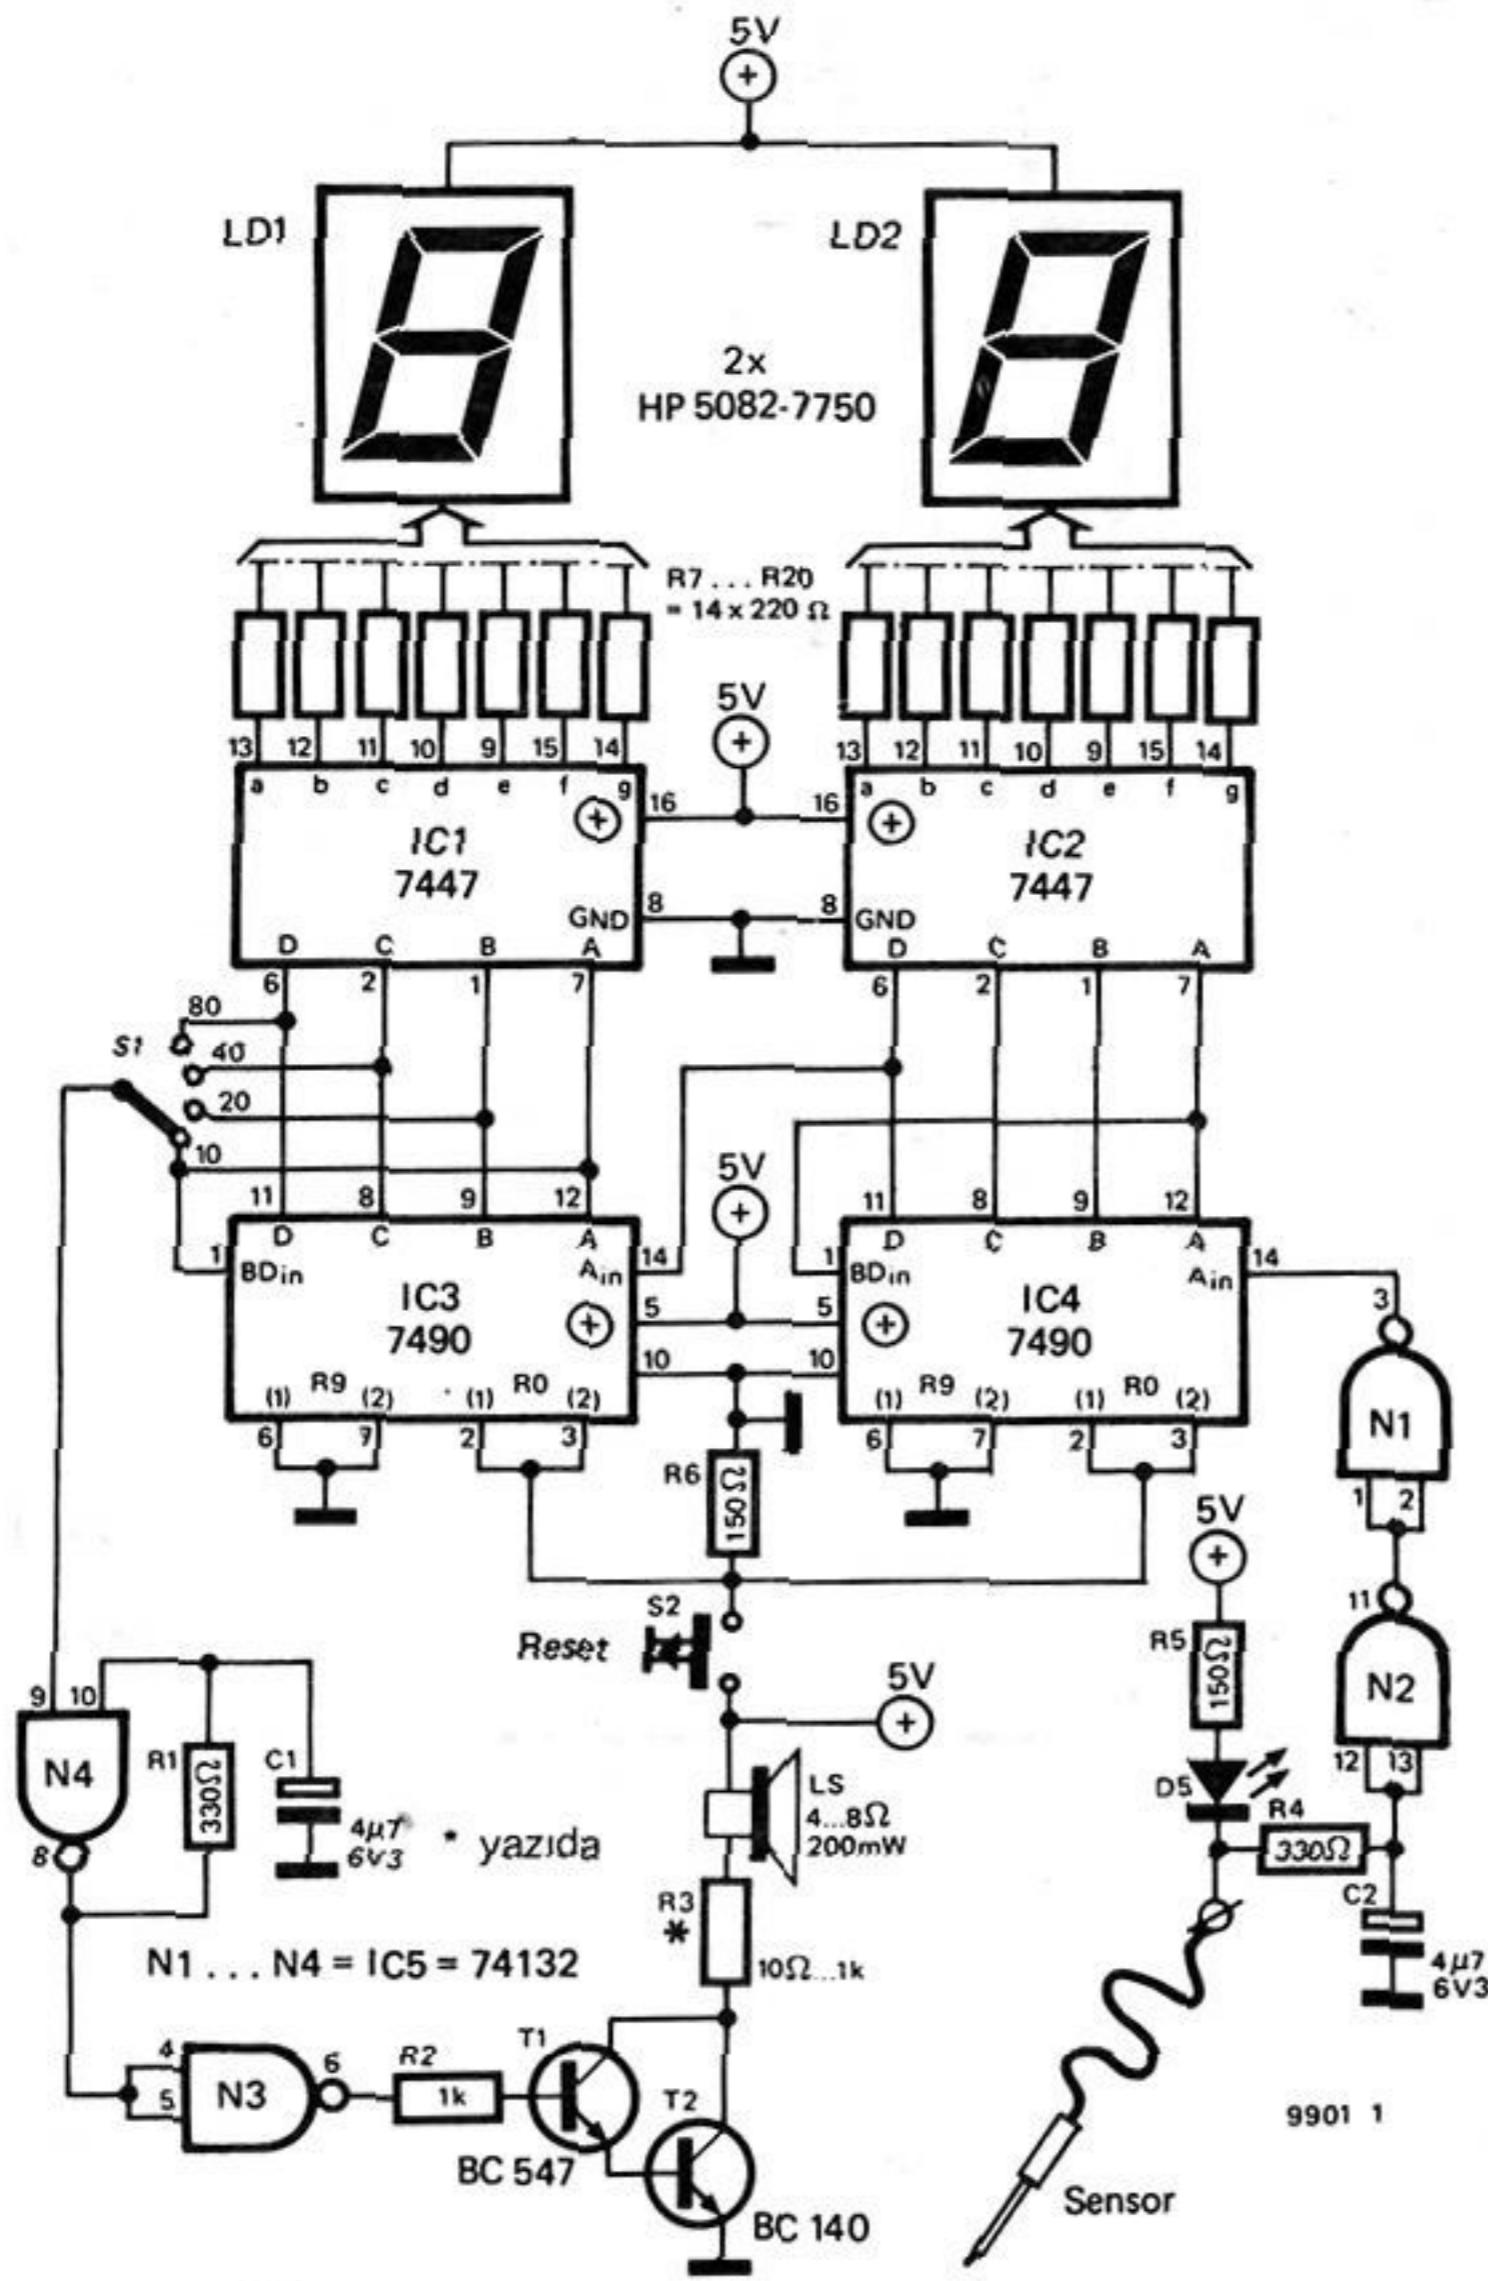 5V
+
LD1
LD2
2x
HP 5082-7750
R7 . . . R20
= 14 x 220 Ω
5V
+
13 12 11 10 9 15 14
13 12 11 10 9 15 14
a b c d e f g
a b c d e f g
16
16
+
+
IC1
7447
IC2
7447
GND
8
8
GND
D C B A
D C B A
6 2 1 7
6 2 1 7
S1
80
40
20
10
5V
+
11 8 9 12
11 8 9 12
D C B A
D C B A
1
BDin
Ain
14
1
BDin
Ain
14
IC3
7490
IC4
7490
5
5
+
+
10
10
R9
(1) (2)
R0
(1) (2)
R9
(1) (2)
R0
(1) (2)
6 7 2 3
6 7 2 3
3
N1
1 2
R6
150Ω
5V
+
S2
Reset
11
N2
12 13
R5
150Ω
5V
+
9 10
N4
8
R1
330Ω
C1
4µ7
6V3
* yazıda
LS
4...8Ω
200mW
D5
R4
330Ω
C2
4µ7
6V3
R3
*
10Ω...1k
N1 . . . N4 = IC5 = 74132
4
5
N3
6
R2
1k
T1
BC 547
T2
BC 140
Sensor
9901 1